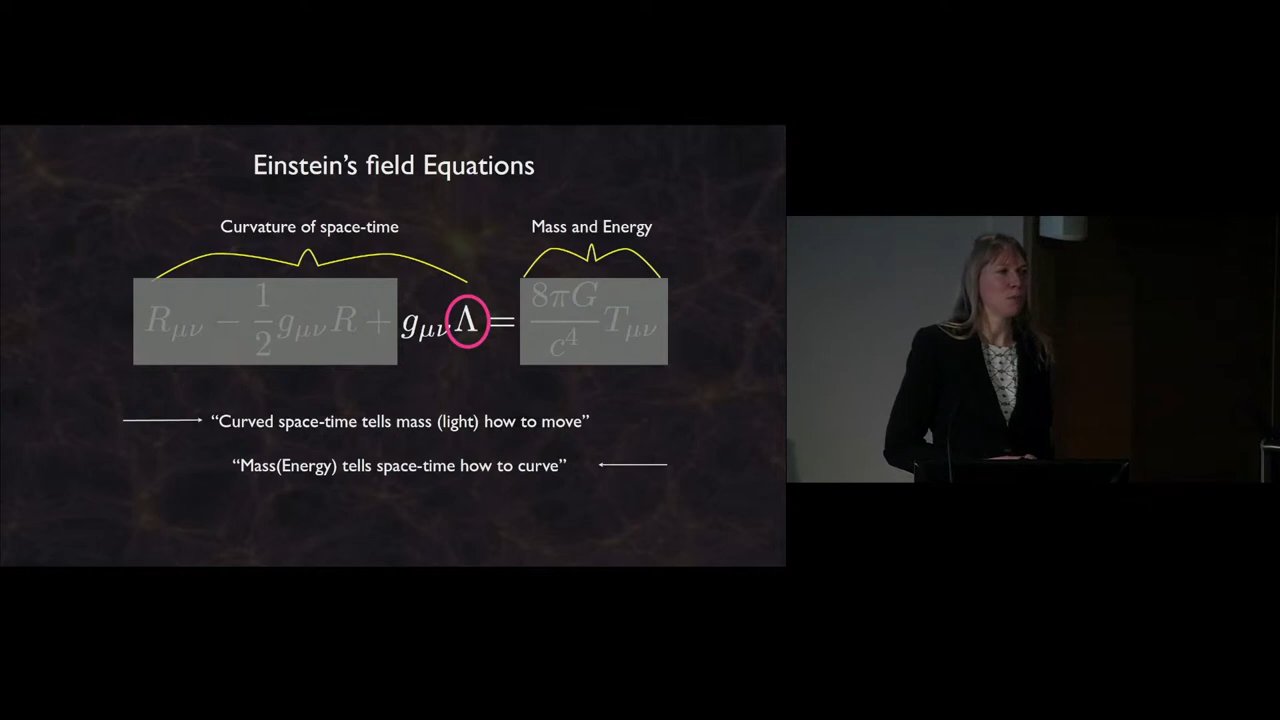 Einstein's field Equations
Curvature of space-time Mass and Energy
R_{μν} − \frac{1}{2} g_{μν} R + g_{μν} Λ = \frac{8πG}{c^4} T_{μν}
“Curved space-time tells mass (light) how to move”
“Mass(Energy) tells space-time how to curve”